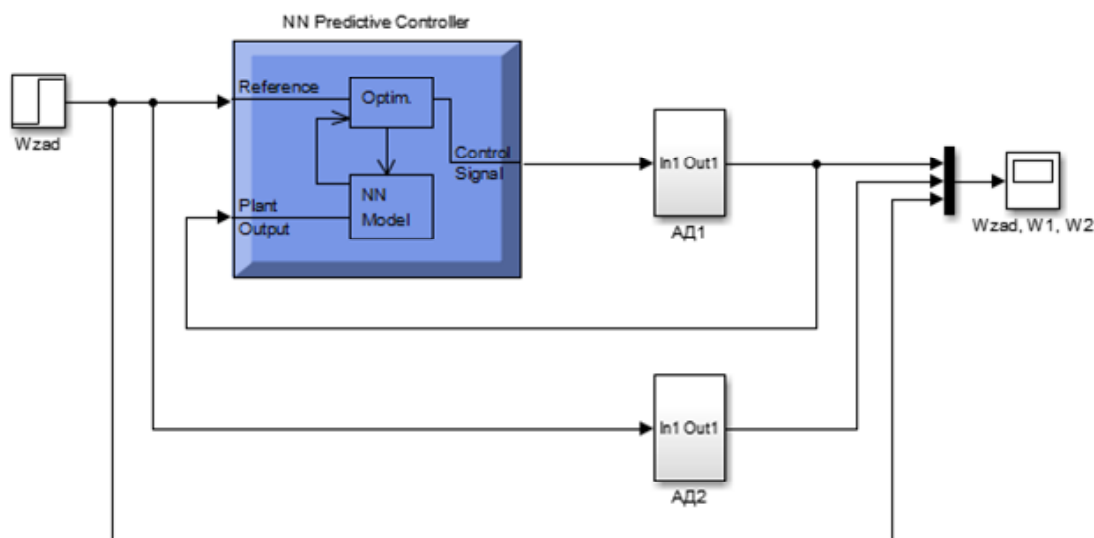 NN Predictive Controller
Reference
Optim.
Wzad
Control
Signal
In1 Out1
NN
Model
Plant
Output
АД1
Wzad, W1, W2
In1 Out1
АД2